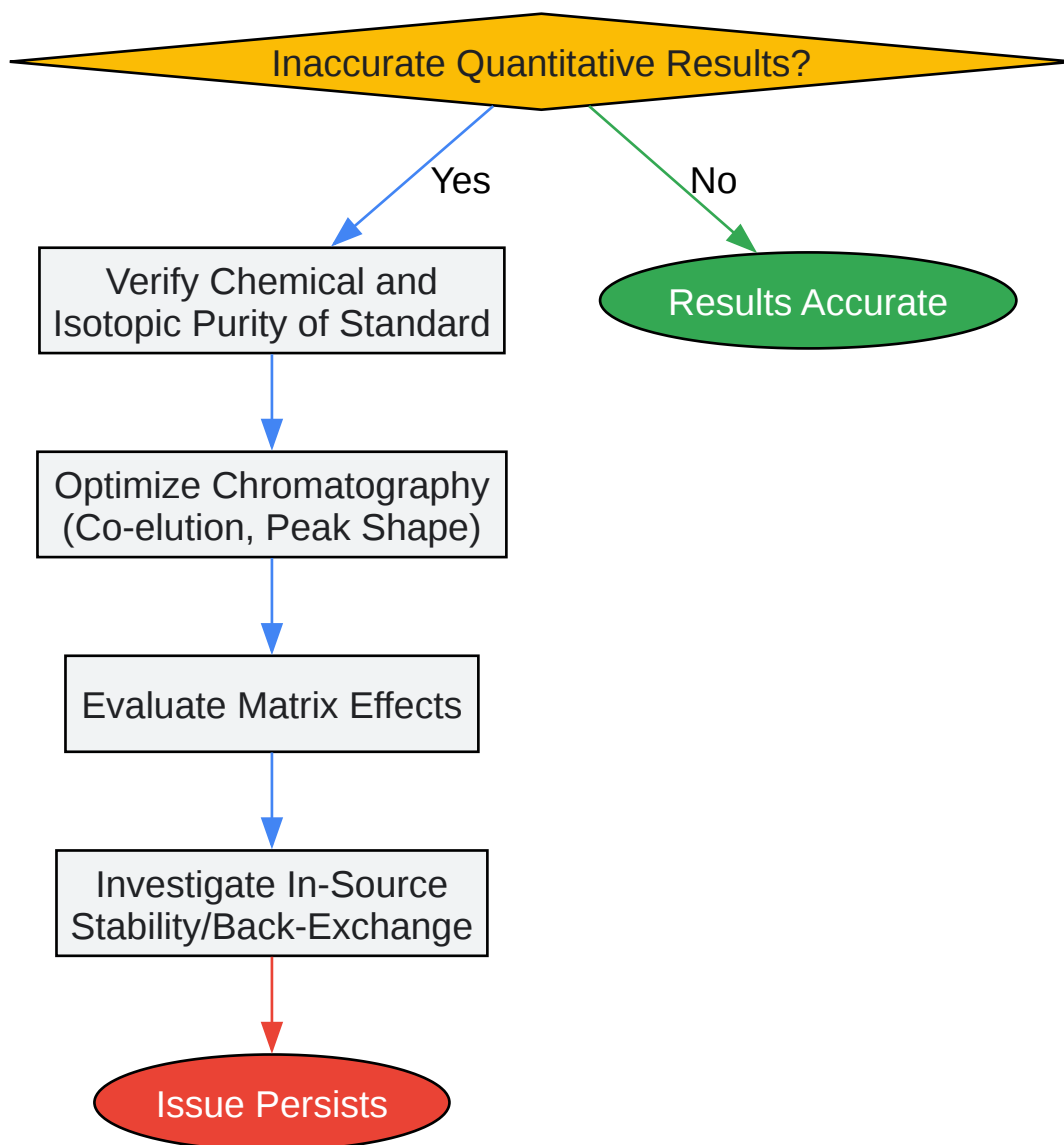 Inaccurate Quantitative Results?
Yes
No
Verify Chemical and
Isotopic Purity of Standard
Results Accurate
Optimize Chromatography
(Co-elution, Peak Shape)
Evaluate Matrix Effects
Investigate In-Source
Stability/Back-Exchange
Issue Persists